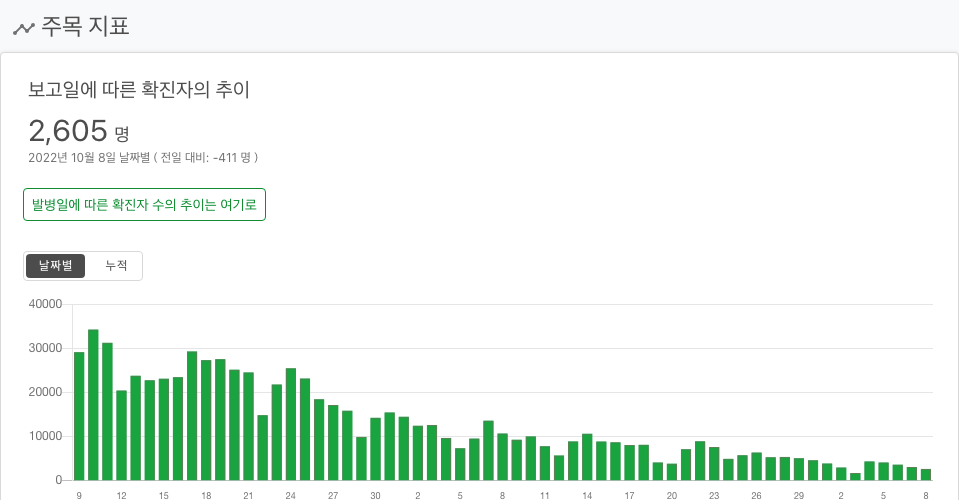 주목 지표
보고일에 따른 확진자의 추이
2,605 명
2022년 10월 8일 날짜별 ( 전일 대비: -411 명 )
발병일에 따른 확진자 수의 추이는 여기로
날짜별 누적
40000
30000
20000
10000
0
9 12 15 18 21 24 27 30 2 5 8 11 14 17 20 23 26 29 2 5 8